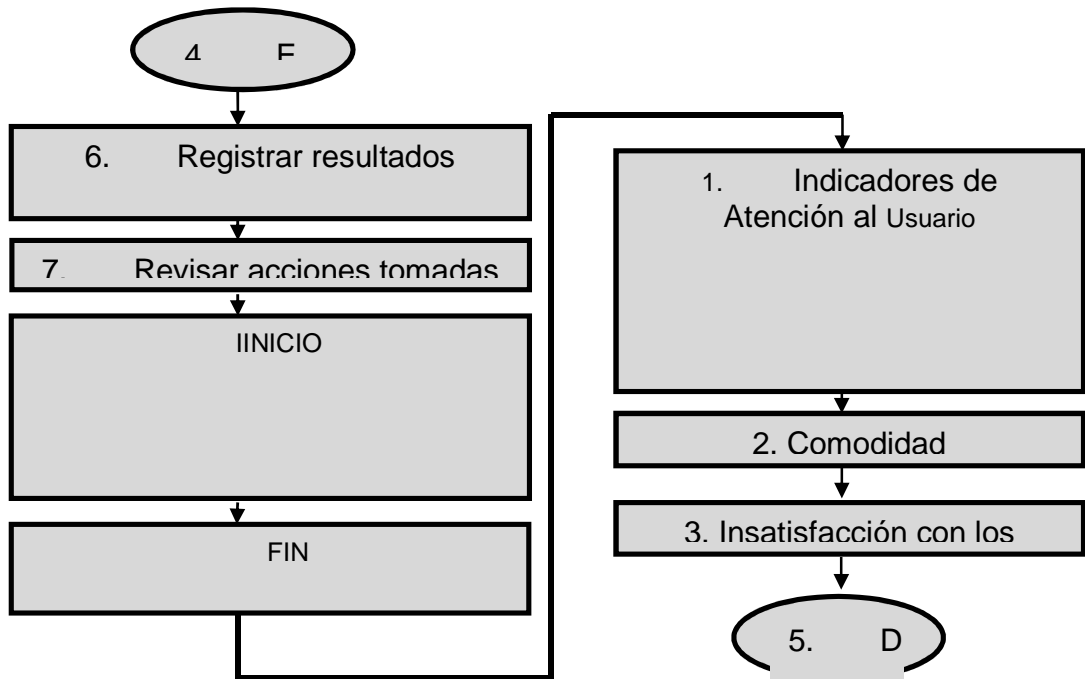 4 F
6. Registrar resultados
7. Revisar acciones tomadas
IINICIO
FIN
1. Indicadores de
Atención al Usuario
2. Comodidad
3. Insatisfacción con los
5. D